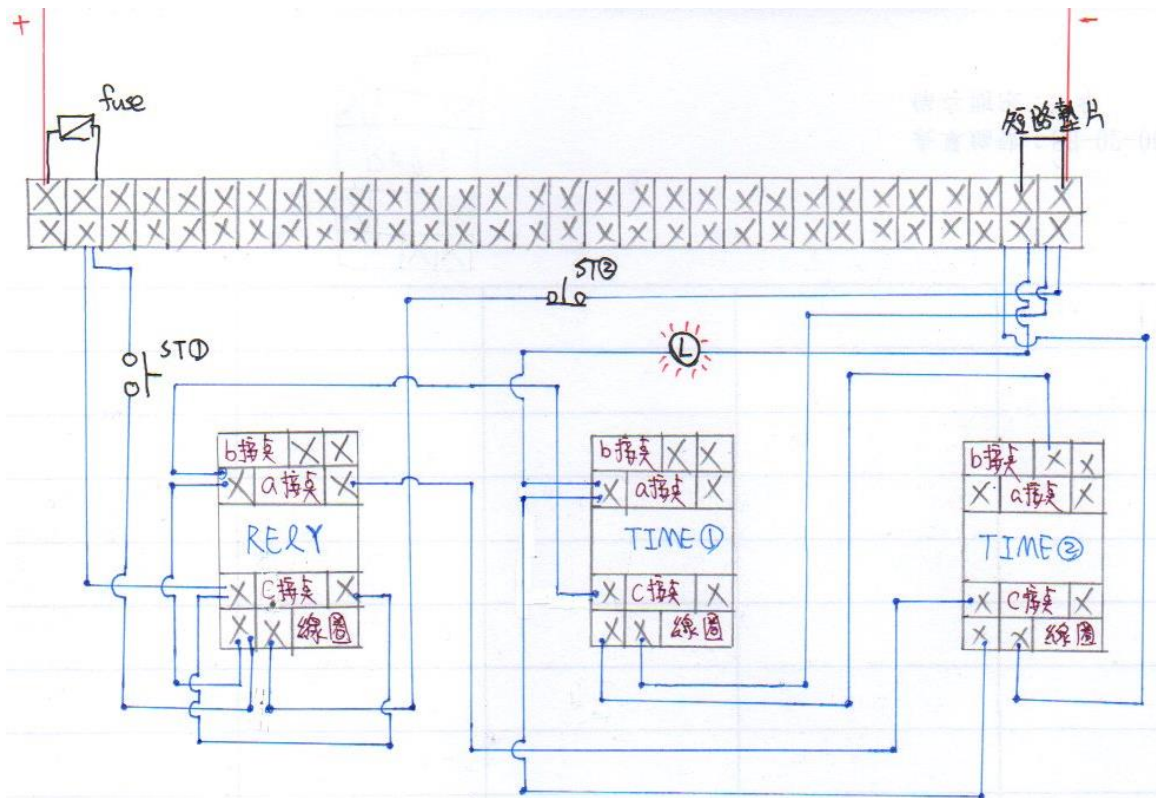 +
-
fuse
短路墊片
ST②
ST①
L
b接点
a接点
RELY
c接点
線圈
b接点
a接点
TIME①
c接点
線圈
b接点
a接点
TIME②
c接点
線圈